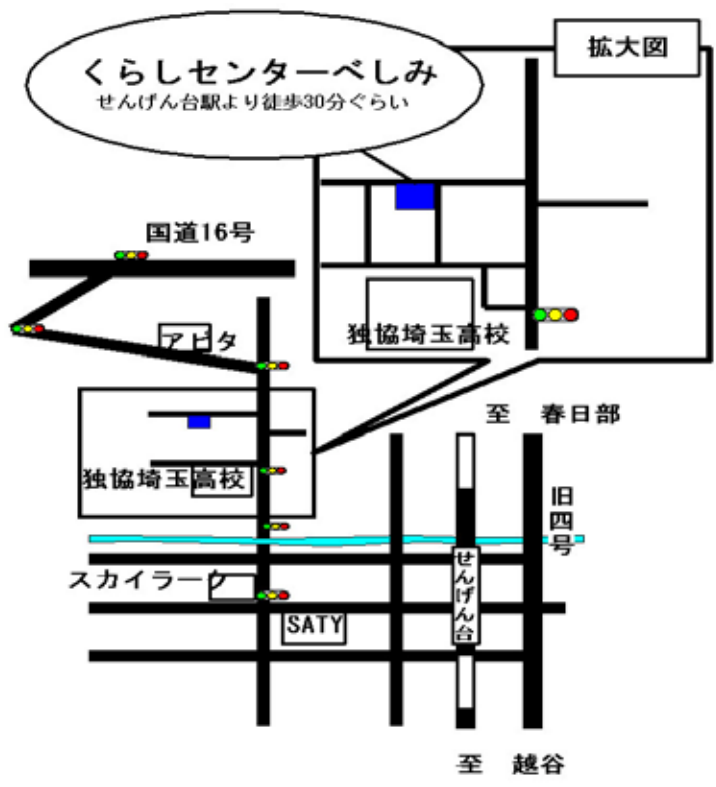 くらしセンターべしみ
せんげん台駅より徒歩30分ぐらい
拡大図
国道16号
独協埼玉高校
アピタ
至 春日部
独協埼玉高校
旧四号
せんげん台
スカイラーク
SATY
至 越谷